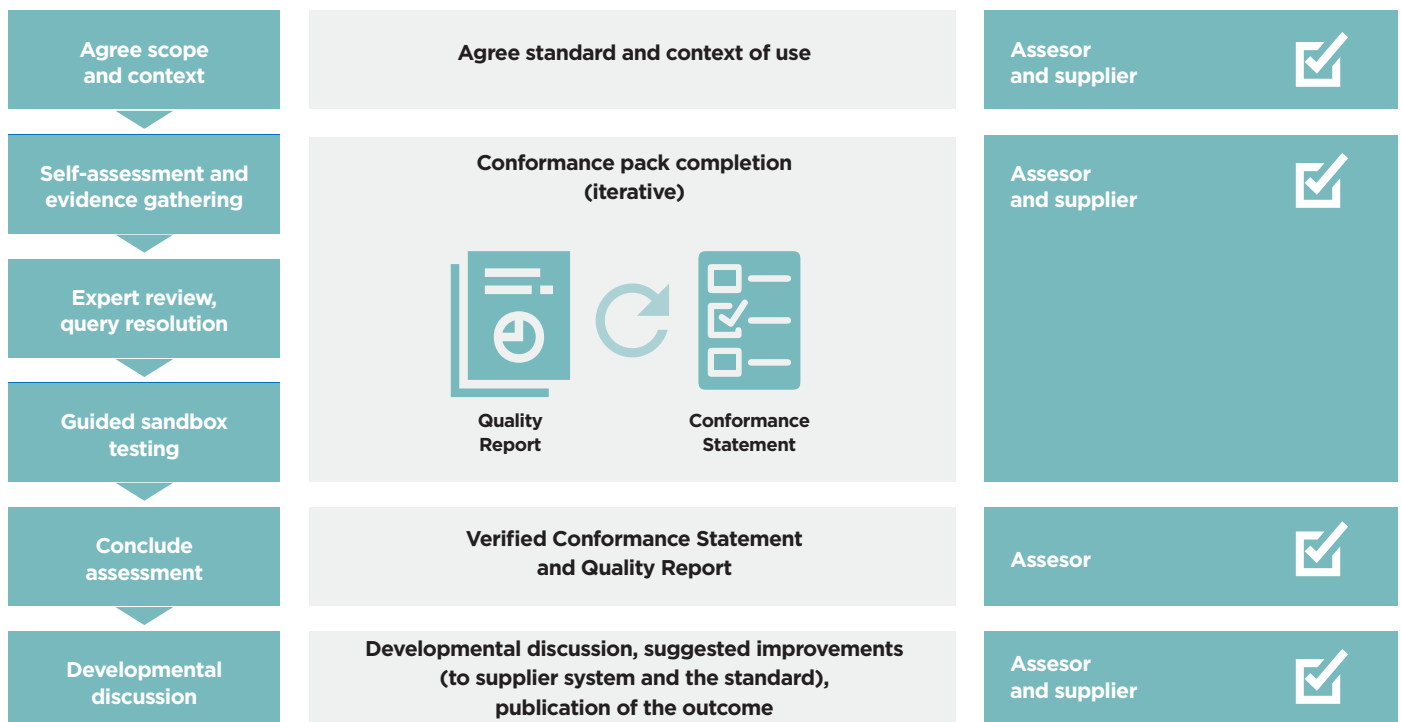 Agree scope
and context
Agree standard and context of use
Assesor
and supplier
Self-assessment and
evidence gathering
Conformance pack completion
(iterative)
Assesor
and supplier
Expert review,
query resolution
Guided sandbox
testing
Quality
Report
Conformance
Statement
Conclude
assessment
Verified Conformance Statement
and Quality Report
Assesor
Developmental
discussion
Developmental discussion, suggested improvements
(to supplier system and the standard),
publication of the outcome
Assesor
and supplier